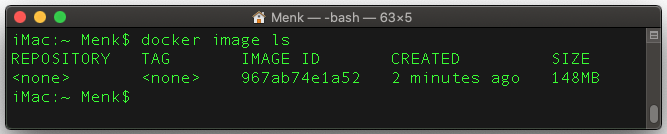 Menk — -bash — 63×5
iMac:~ Menk$ docker image ls
REPOSITORY   TAG      IMAGE ID       CREATED         SIZE
<none>       <none>   967ab74e1a52   2 minutes ago   148MB
iMac:~ Menk$